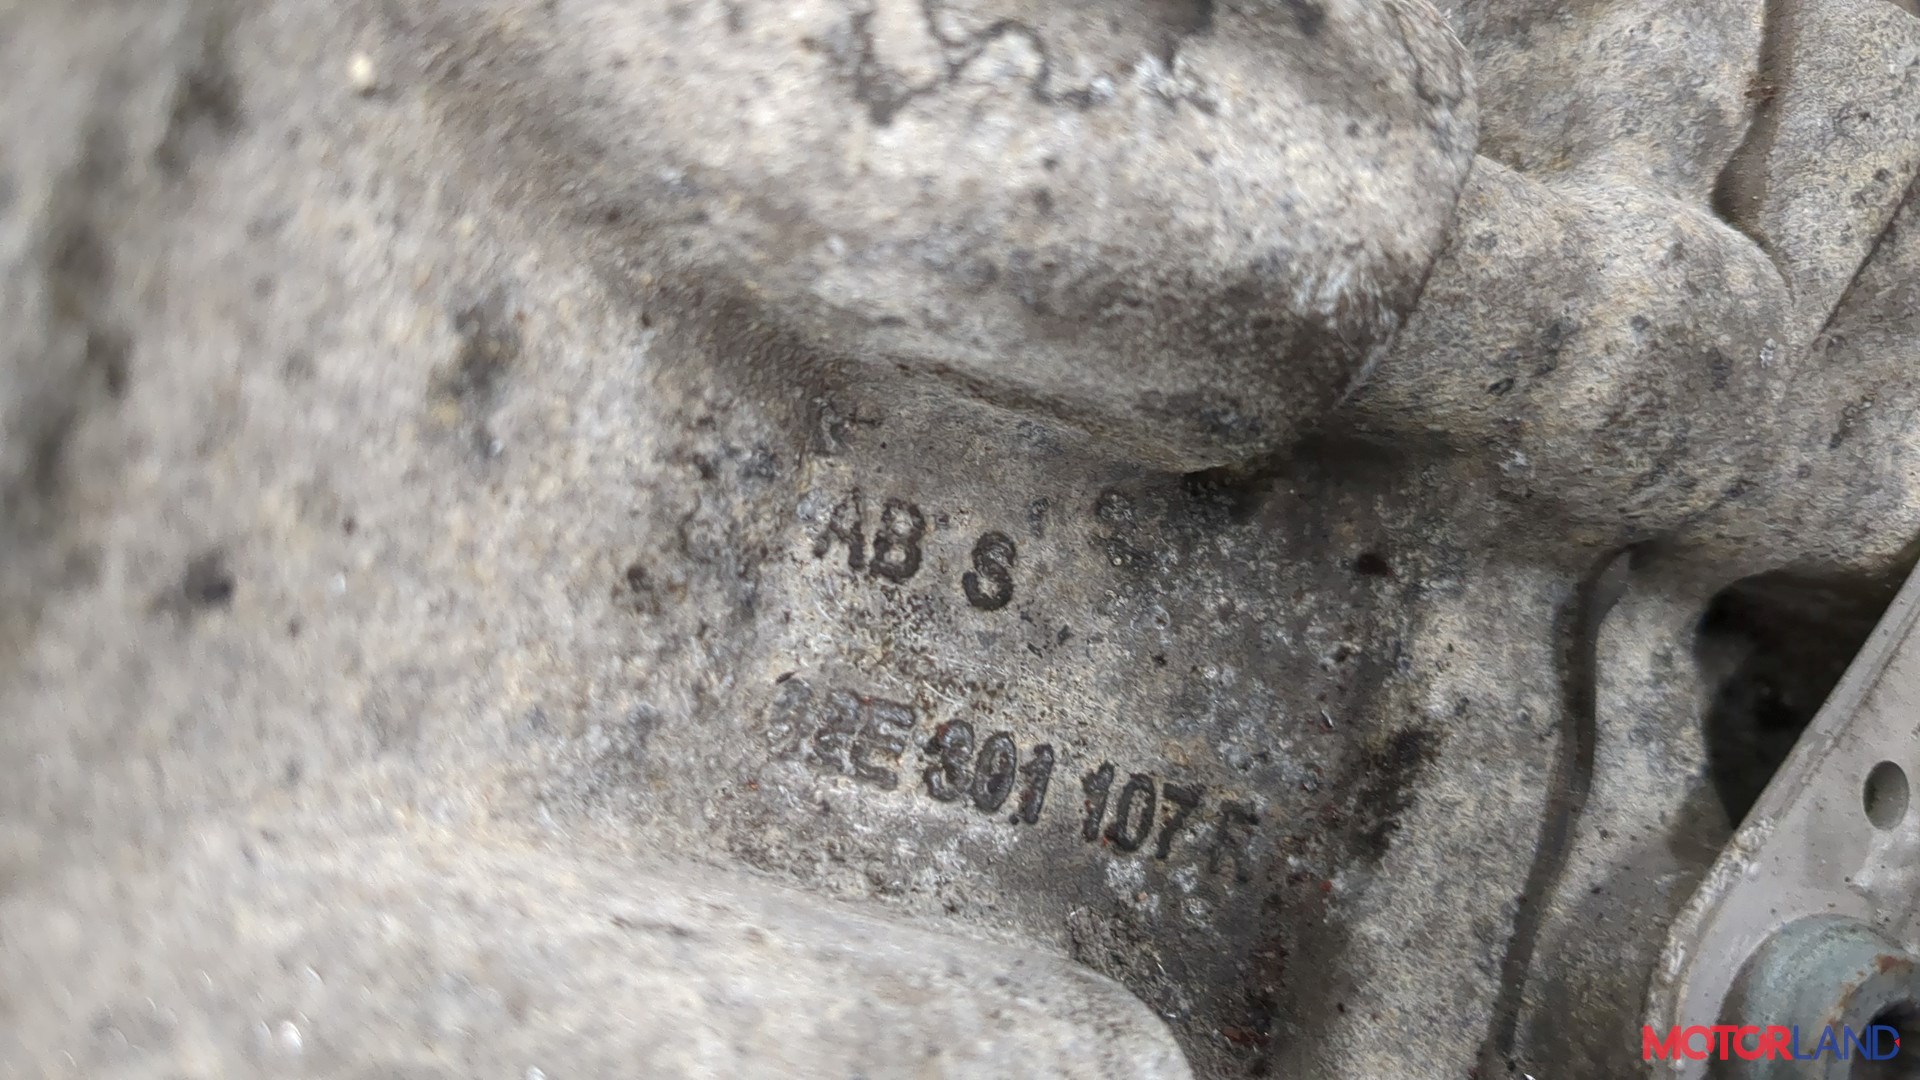 AB S
02E 301 107 F
MOTORLAND